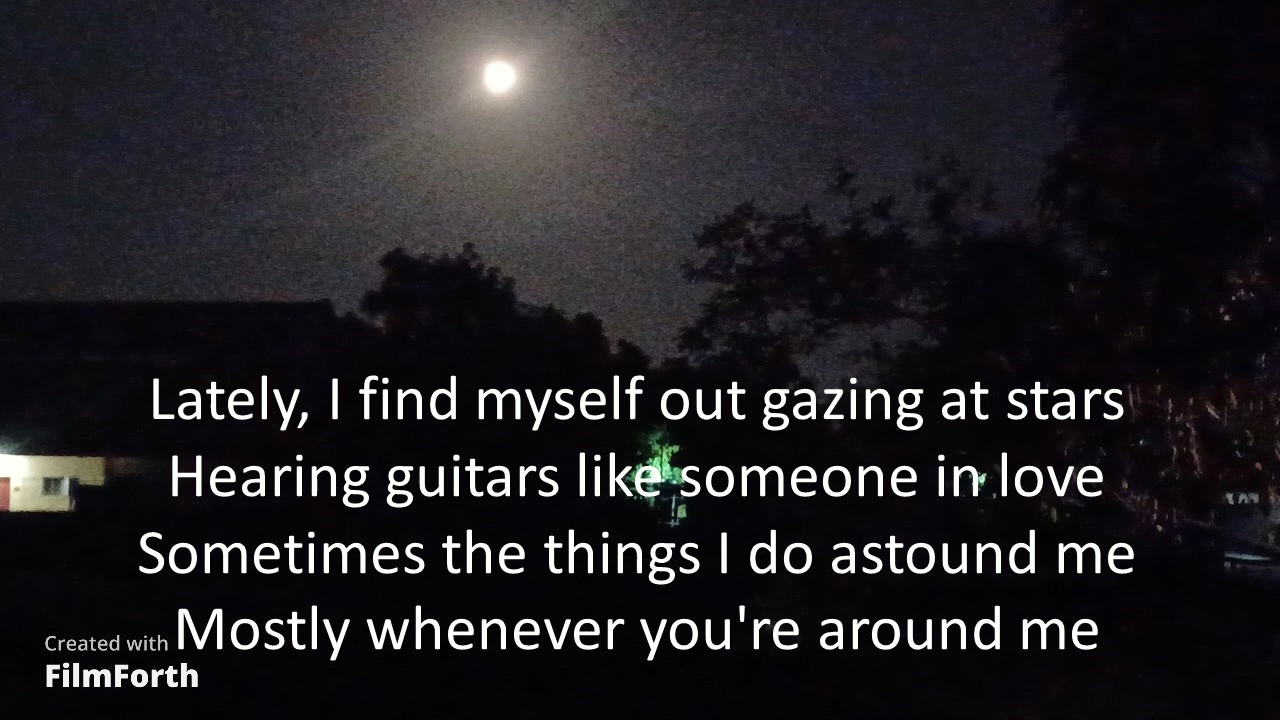 Lately, I find myself out gazing at stars
Hearing guitars like someone in love
Sometimes the things I do astound me
Mostly whenever you're around me
Created with
FilmForth